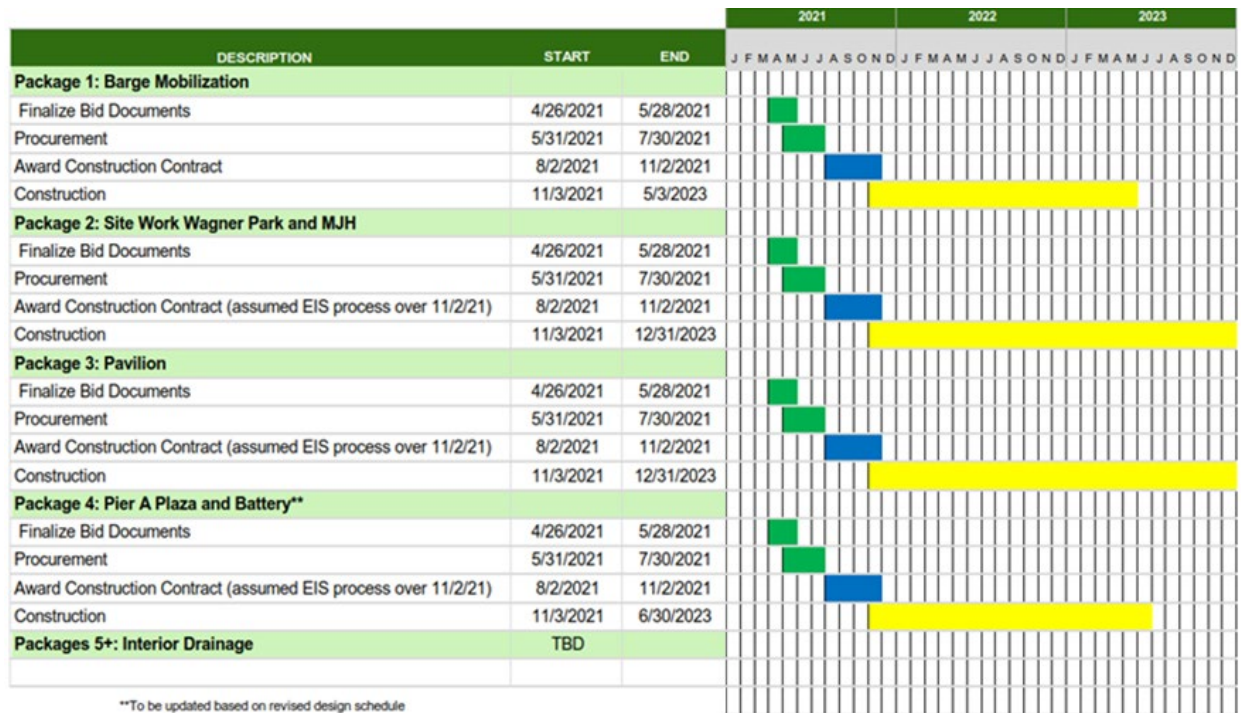 2021 2022 2023
DESCRIPTION START END J F M A M J J A S O N D J F M A M J J A S O N D J F M A M J J A S O N D
Package 1: Barge Mobilization
Finalize Bid Documents 4/26/2021 5/28/2021
Procurement 5/31/2021 7/30/2021
Award Construction Contract 8/2/2021 11/2/2021
Construction 11/3/2021 5/3/2023
Package 2: Site Work Wagner Park and MJH
Finalize Bid Documents 4/26/2021 5/28/2021
Procurement 5/31/2021 7/30/2021
Award Construction Contract (assumed EIS process over 11/2/21) 8/2/2021 11/2/2021
Construction 11/3/2021 12/31/2023
Package 3: Pavilion
Finalize Bid Documents 4/26/2021 5/28/2021
Procurement 5/31/2021 7/30/2021
Award Construction Contract (assumed EIS process over 11/2/21) 8/2/2021 11/2/2021
Construction 11/3/2021 12/31/2023
Package 4: Pier A Plaza and Battery**
Finalize Bid Documents 4/26/2021 5/28/2021
Procurement 5/31/2021 7/30/2021
Award Construction Contract (assumed EIS process over 11/2/21) 8/2/2021 11/2/2021
Construction 11/3/2021 6/30/2023
Packages 5+: Interior Drainage TBD
**To be updated based on revised design schedule